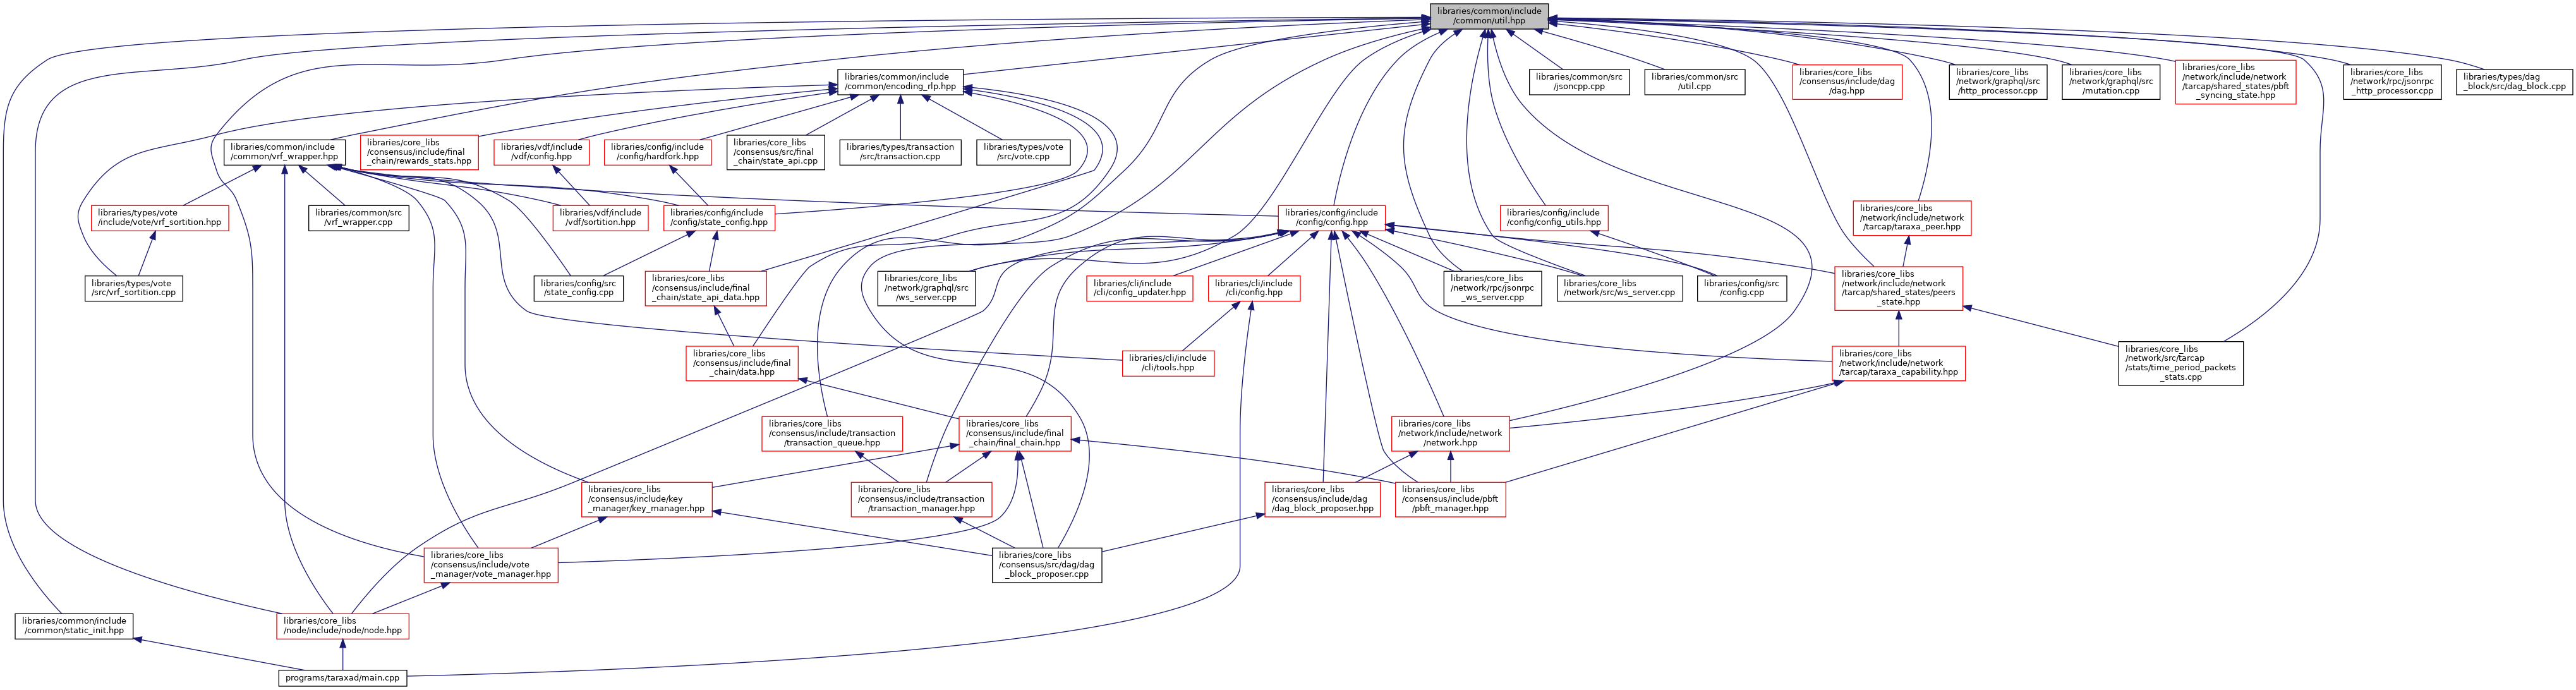 libraries/common/include
/common/util.hpp
libraries/common/include
/common/encoding_rlp.hpp
libraries/common/src
/jsoncpp.cpp
libraries/common/src
/util.cpp
libraries/core_libs
/consensus/include/dag
/dag.hpp
libraries/core_libs
/network/graphql/src
/http_processor.cpp
libraries/core_libs
/network/graphql/src
/mutation.cpp
libraries/core_libs
/network/include/network
/tarcap/shared_states/pbft
_syncing_state.hpp
libraries/core_libs
/network/rpc/jsonrpc
_http_processor.cpp
libraries/types/dag
_block/src/dag_block.cpp
libraries/common/include
/common/vrf_wrapper.hpp
libraries/core_libs
/consensus/include/final
_chain/rewards_stats.hpp
libraries/vdf/include
/vdf/config.hpp
libraries/config/include
/config/hardfork.hpp
libraries/core_libs
/consensus/src/final
_chain/state_api.cpp
libraries/types/transaction
/src/transaction.cpp
libraries/types/vote
/src/vote.cpp
libraries/types/vote
/include/vote/vrf_sortition.hpp
libraries/common/src
/vrf_wrapper.cpp
libraries/vdf/include
/vdf/sortition.hpp
libraries/config/include
/config/state_config.hpp
libraries/config/include
/config/config.hpp
libraries/config/include
/config/config_utils.hpp
libraries/core_libs
/network/include/network
/tarcap/taraxa_peer.hpp
libraries/types/vote
/src/vrf_sortition.cpp
libraries/config/src
/state_config.cpp
libraries/core_libs
/consensus/include/final
_chain/state_api_data.hpp
libraries/core_libs
/network/graphql/src
/ws_server.cpp
libraries/cli/include
/cli/config_updater.hpp
libraries/cli/include
/cli/config.hpp
libraries/core_libs
/network/rpc/jsonrpc
_ws_server.cpp
libraries/core_libs
/network/src/ws_server.cpp
libraries/config/src
/config.cpp
libraries/core_libs
/network/include/network
/tarcap/shared_states/peers
_state.hpp
libraries/core_libs
/consensus/include/final
_chain/data.hpp
libraries/cli/include
/cli/tools.hpp
libraries/core_libs
/network/include/network
/tarcap/taraxa_capability.hpp
libraries/core_libs
/network/src/tarcap
/stats/time_period_packets
_stats.cpp
libraries/core_libs
/consensus/include/transaction
/transaction_queue.hpp
libraries/core_libs
/consensus/include/final
_chain/final_chain.hpp
libraries/core_libs
/network/include/network
/network.hpp
libraries/core_libs
/consensus/include/key
_manager/key_manager.hpp
libraries/core_libs
/consensus/include/transaction
/transaction_manager.hpp
libraries/core_libs
/consensus/include/dag
/dag_block_proposer.hpp
libraries/core_libs
/consensus/include/pbft
/pbft_manager.hpp
libraries/core_libs
/consensus/include/vote
_manager/vote_manager.hpp
libraries/core_libs
/consensus/src/dag/dag
_block_proposer.cpp
libraries/common/include
/common/static_init.hpp
libraries/core_libs
/node/include/node/node.hpp
programs/taraxad/main.cpp